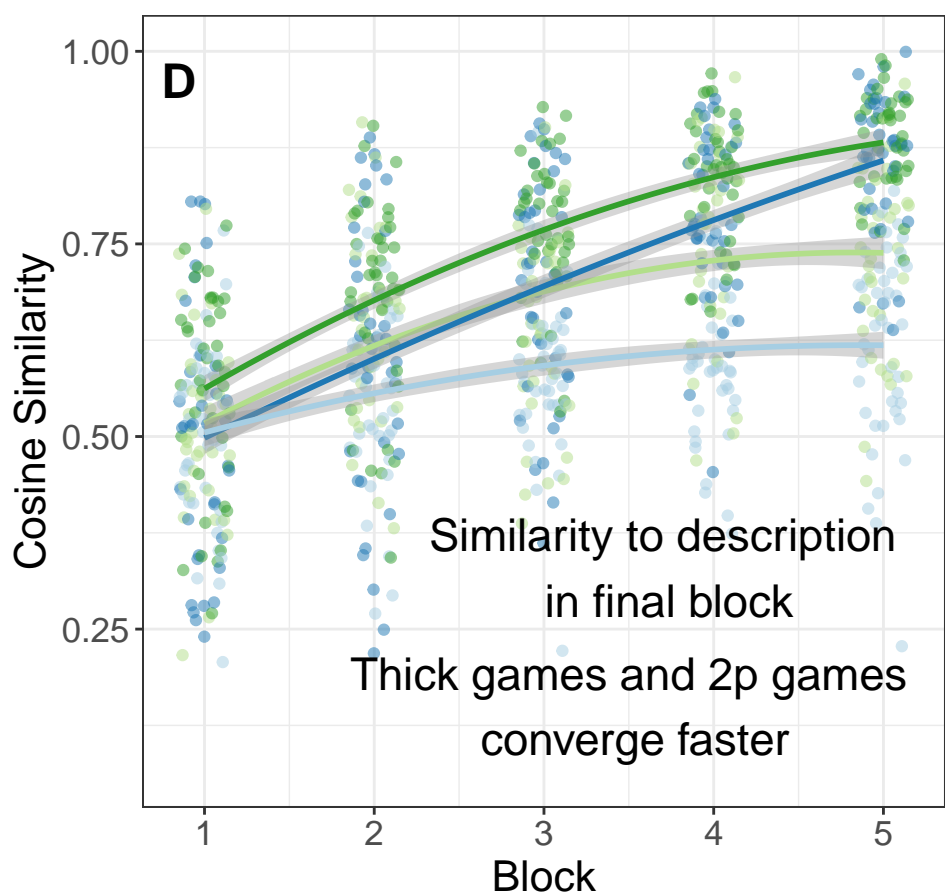 D
1.00
0.75
0.50
0.25
Cosine Similarity
Similarity to description
in final block
Thick games and 2p games
converge faster
1 2 3 4 5
Block